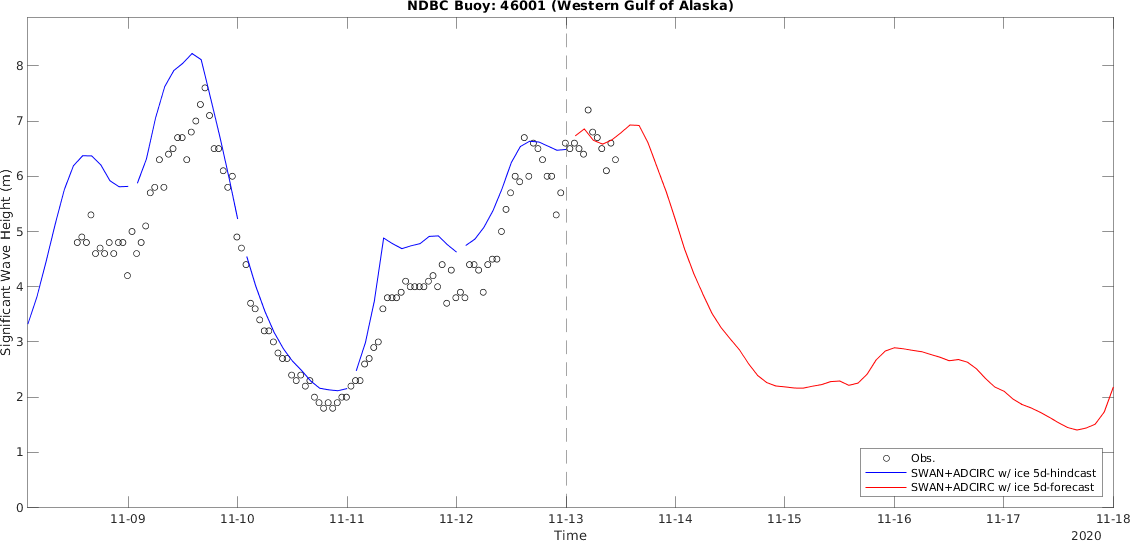 NDBC Buoy: 46001 (Western Gulf of Alaska)
Significant Wave Height (m)
8
7
6
5
4
3
2
1
0
Obs.
SWAN+ADCIRC w/ ice 5d-hindcast
SWAN+ADCIRC w/ ice 5d-forecast
11-09 11-10 11-11 11-12 11-13 11-14 11-15 11-16 11-17 11-18
Time
2020